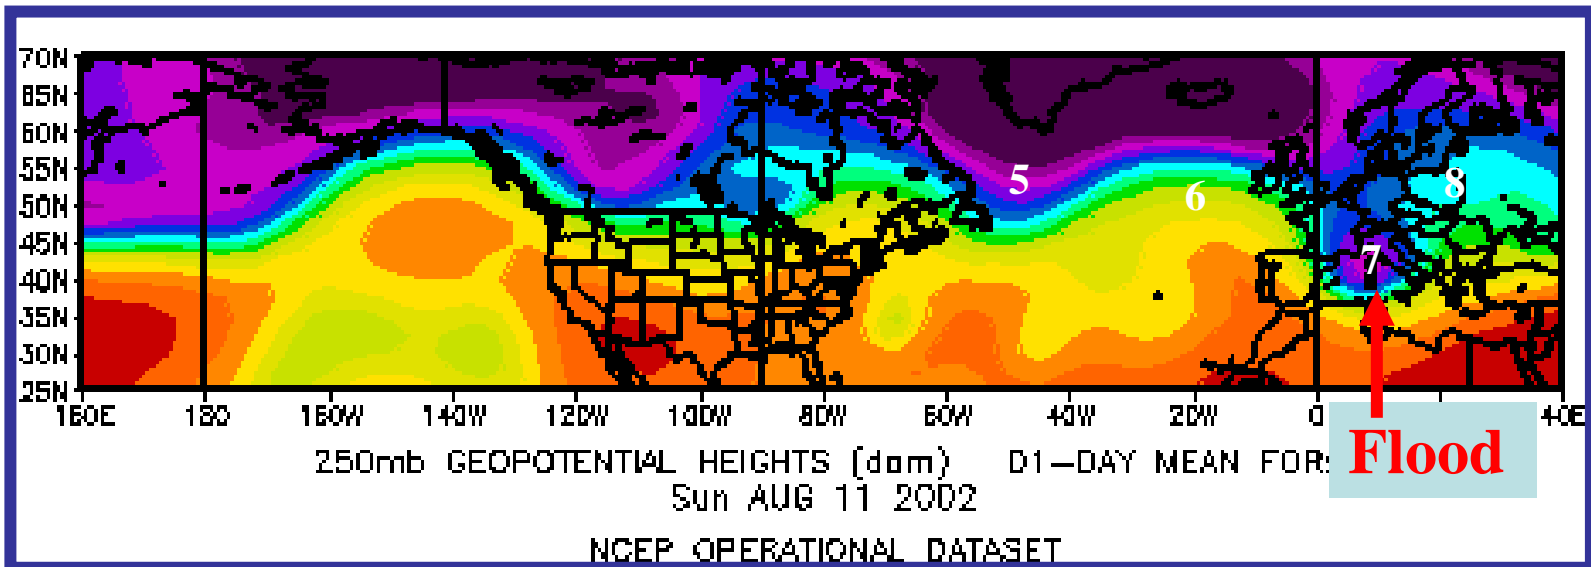 70N
65N
60N
5
8
55N
6
50N
45N
7
40N
35N
30N
25N
160E 180 160W 140W 120W 100W 80W 60W 40W 20W 0 40E
250mb GEOPOTENTIAL HEIGHTS (dam) D1-DAY MEAN FOR
Flood
Sun AUG 11 2002
NCEP OPERATIONAL DATASET